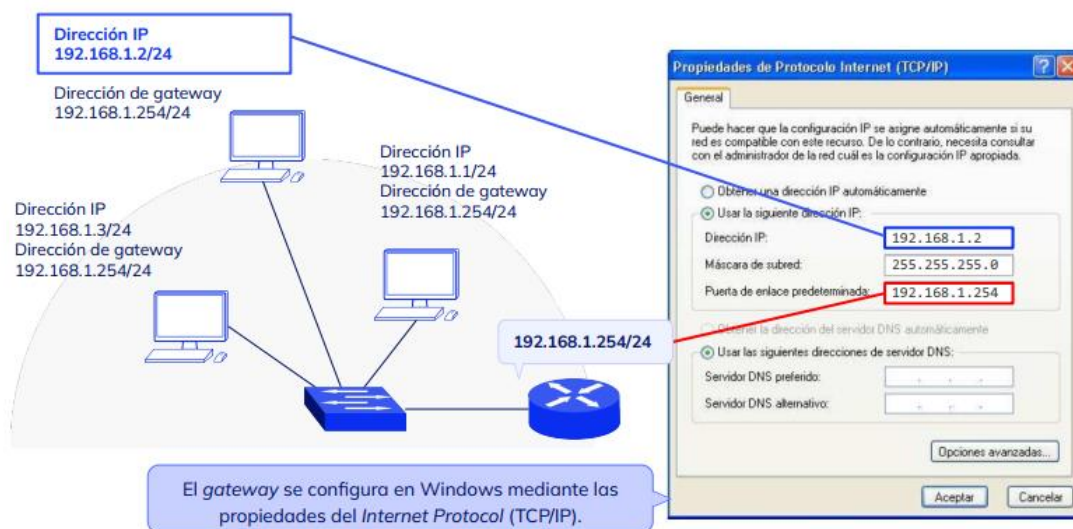 Dirección IP
192.168.1.2/24
Dirección de gateway
192.168.1.254/24
Dirección IP
192.168.1.1/24
Dirección de gateway
192.168.1.254/24
Dirección IP
192.168.1.3/24
Dirección de gateway
192.168.1.254/24
192.168.1.254/24
El gateway se configura en Windows mediante las
propiedades del Internet Protocol (TCP/IP).
Propiedades de Protocolo Internet (TCP/IP)
General
Puede hacer que la configuración IP se asigne automáticamente si su
red es compatible con este recurso. De lo contrario, necesita consultar
con el administrador de la red cuál es la configuración IP apropiada.
Obtener una dirección IP automáticamente
Usar la siguiente dirección IP:
Dirección IP: 192.168.1.2
Máscara de subred: 255.255.255.0
Puerta de enlace predeterminada: 192.168.1.254
Obtener la dirección del servidor DNS automáticamente
Usar las siguientes direcciones de servidor DNS:
Servidor DNS preferido:
Servidor DNS alternativo:
Opciones avanzadas...
Aceptar
Cancelar